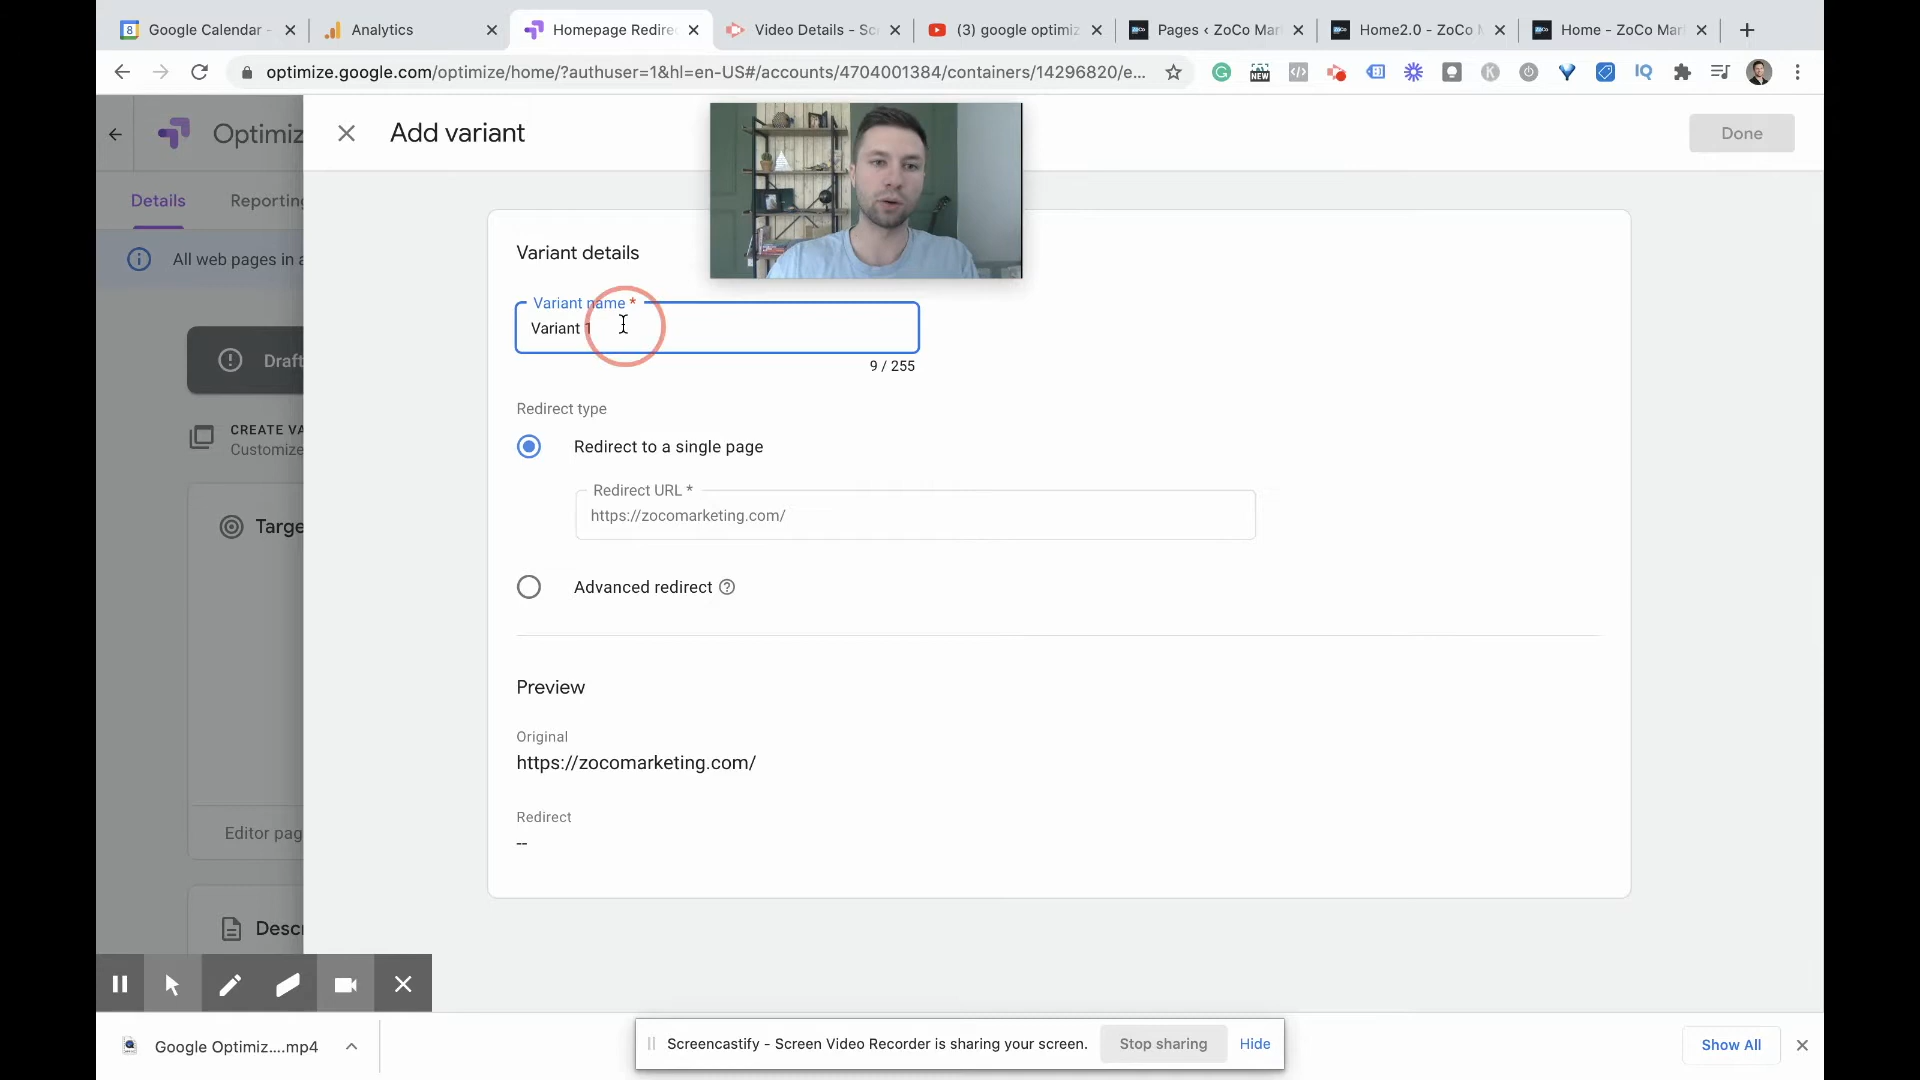 Google Calendar -
Analytics
Homepage Redire
Video Details - Sc
(3) google optimiz
Pages ‹ ZoCo Mar
Home2.0 - ZoCo
Home - ZoCo Mar
optimize.google.com/optimize/home/?authuser=1&hl=en-US#/accounts/4704001384/containers/14296820/e...
NEW
IQ
Optimiz
Add variant
Done
Details
Reporting
All web pages in a
Variant details
Variant name *
Variant 1
9 / 255
Draft
Redirect type
CREATE VA
Customize
Redirect to a single page
Redirect URL *
https://zocomarketing.com/
Targe
Advanced redirect
Preview
Original
https://zocomarketing.com/
Redirect
--
Editor pag
Descr
Google Optimiz....mp4
Screencastify - Screen Video Recorder is sharing your screen.
Stop sharing
Hide
Show All